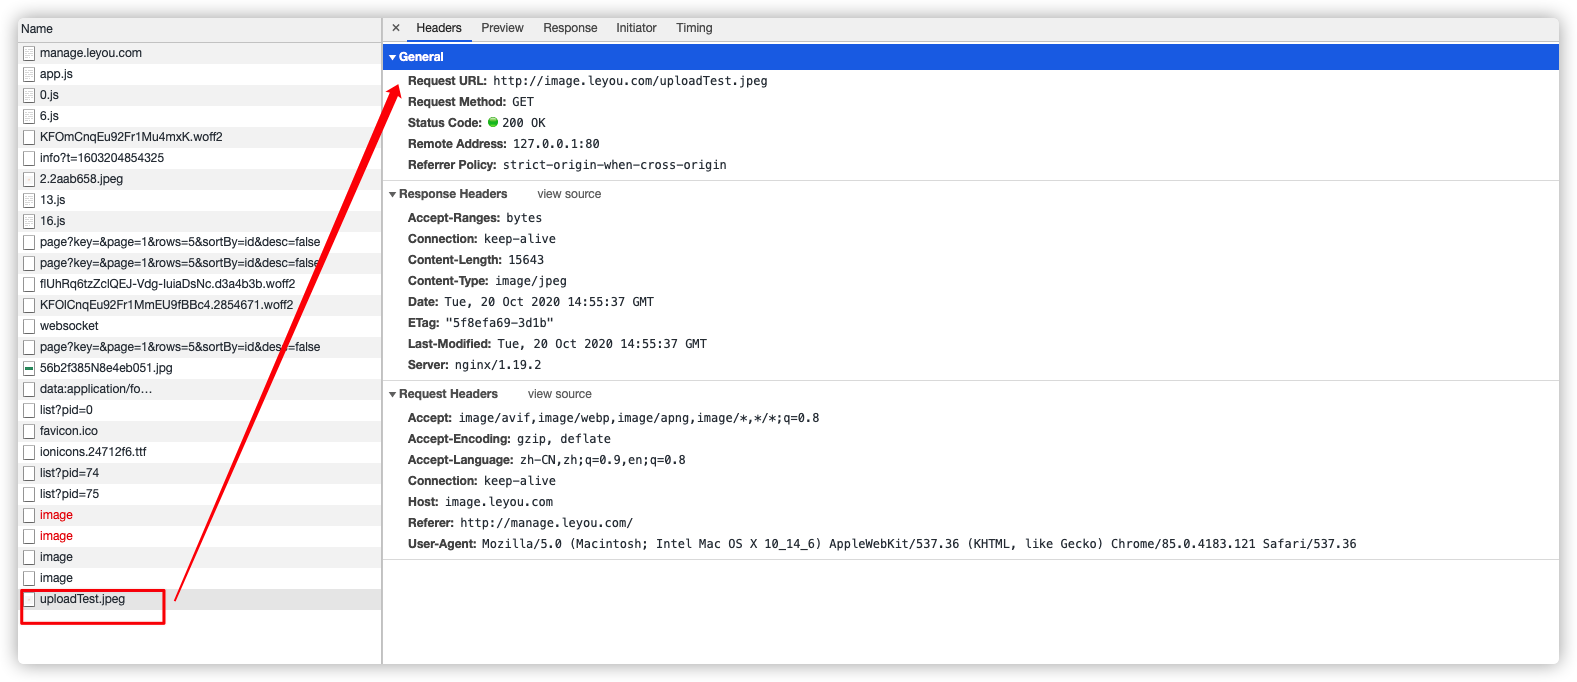 Name
manage.leyou.com
app.js
0.js
6.js
KFOmCnqEu92Fr1Mu4mxK.woff2
info?t=1603204854325
2.2aab658.jpeg
13.js
16.js
page?key=&page=1&rows=5&sortBy=id&desc=false
page?key=&page=1&rows=5&sortBy=id&desc=false
flUhRq6tzZclQEJ-Vdg-IuiaDsNc.d3a4b3b.woff2
KFOlCnqEu92Fr1MmEU9fBBc4.2854671.woff2
websocket
page?key=&page=1&rows=5&sortBy=id&desc=false
56b2f385N8e4eb051.jpg
data:application/fo…
list?pid=0
favicon.ico
ionicons.24712f6.ttf
list?pid=74
list?pid=75
image
image
image
image
uploadTest.jpeg
× Headers Preview Response Initiator Timing
General
Request URL: http://image.leyou.com/uploadTest.jpeg
Request Method: GET
Status Code: 200 OK
Remote Address: 127.0.0.1:80
Referrer Policy: strict-origin-when-cross-origin
Response Headers view source
Accept-Ranges: bytes
Connection: keep-alive
Content-Length: 15643
Content-Type: image/jpeg
Date: Tue, 20 Oct 2020 14:55:37 GMT
ETag: "5f8efa69-3d1b"
Last-Modified: Tue, 20 Oct 2020 14:55:37 GMT
Server: nginx/1.19.2
Request Headers view source
Accept: image/avif,image/webp,image/apng,image/*,*/*;q=0.8
Accept-Encoding: gzip, deflate
Accept-Language: zh-CN,zh;q=0.9,en;q=0.8
Connection: keep-alive
Host: image.leyou.com
Referer: http://manage.leyou.com/
User-Agent: Mozilla/5.0 (Macintosh; Intel Mac OS X 10_14_6) AppleWebKit/537.36 (KHTML, like Gecko) Chrome/85.0.4183.121 Safari/537.36